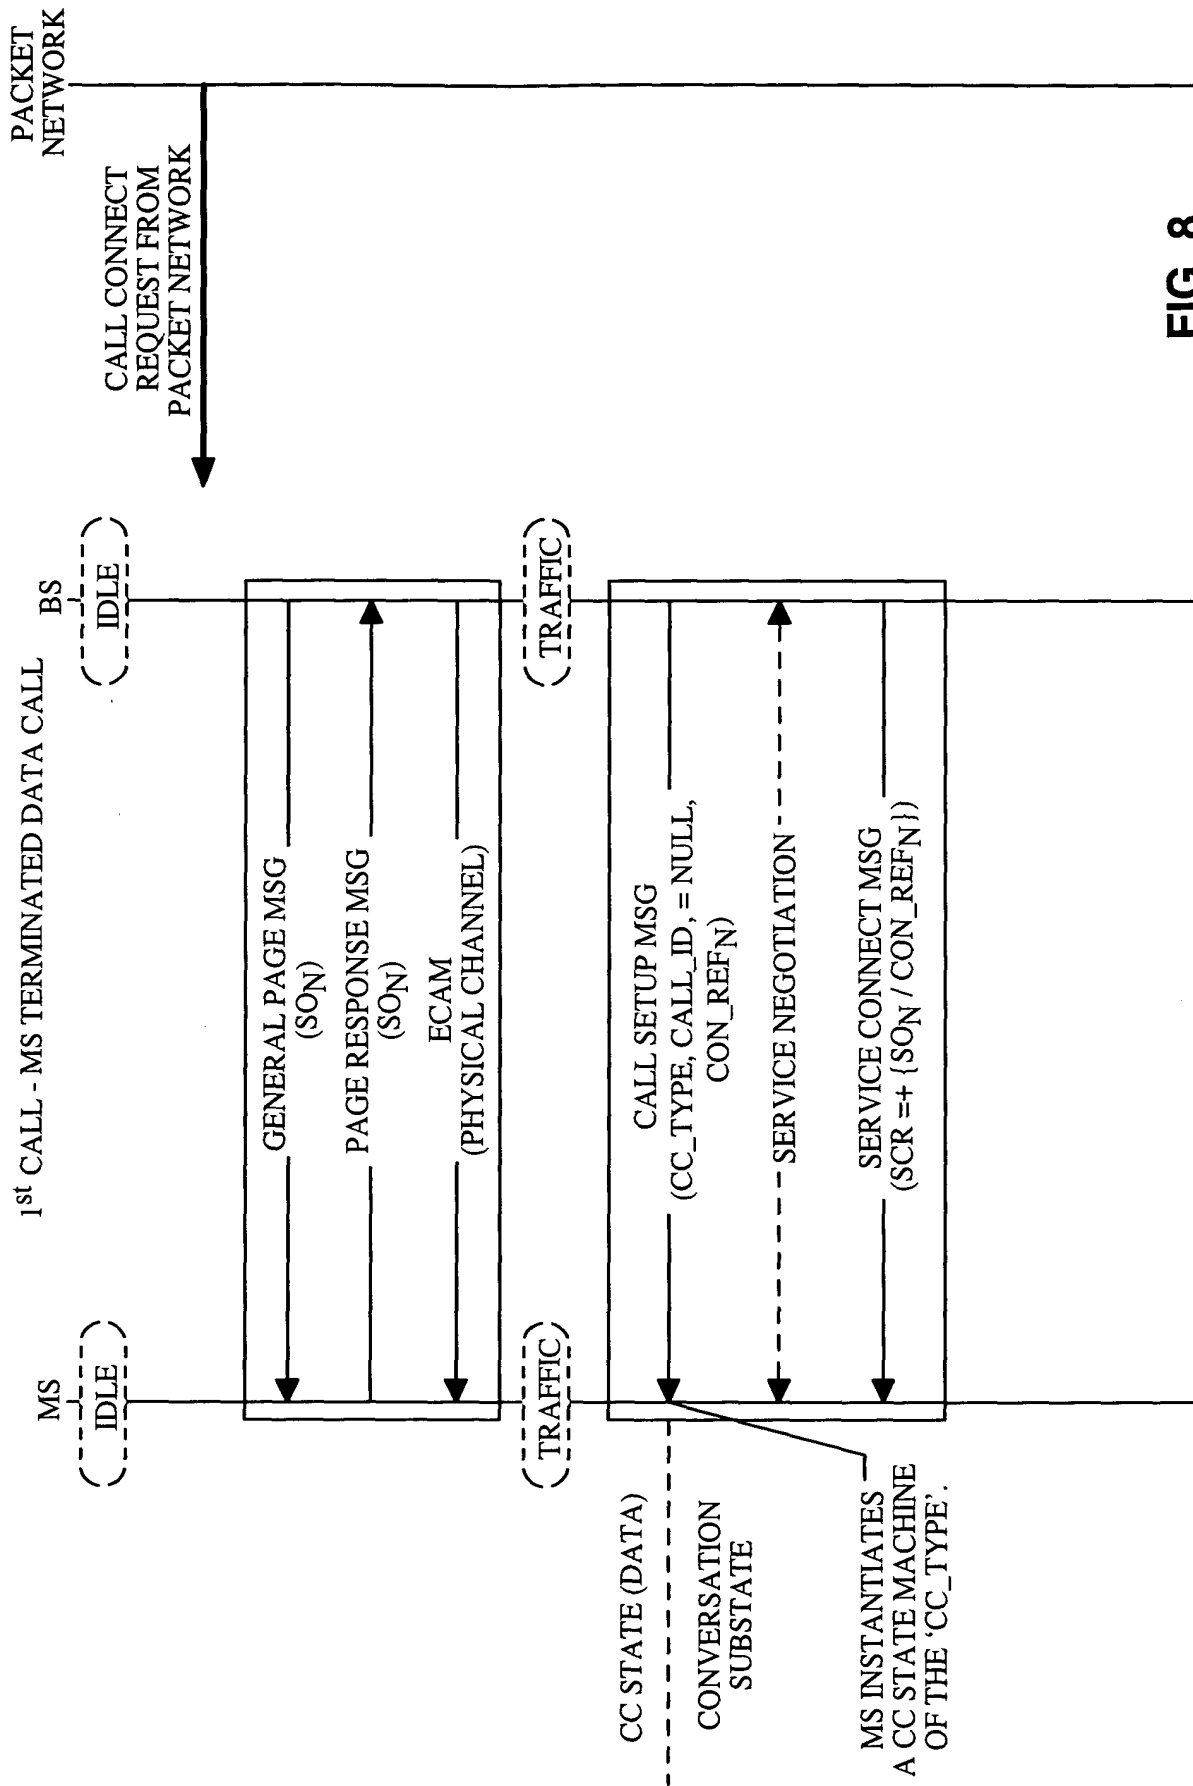 1st CALL - MS TERMINATED DATA CALL
MS
BS
PACKET
NETWORK
IDLE
IDLE
CALL CONNECT
REQUEST FROM
PACKET NETWORK
GENERAL PAGE MSG
(SON)
PAGE RESPONSE MSG
(SON)
ECAM
(PHYSICAL CHANNEL)
TRAFFIC
TRAFFIC
CC STATE (DATA)
CONVERSATION
SUBSTATE
CALL SETUP MSG
(CC_TYPE, CALL_ID, = NULL,
CON_REFN)
SERVICE NEGOTIATION
SERVICE CONNECT MSG
(SCR =+ {SON / CON_REFN})
MS INSTANTIATES
A CC STATE MACHINE
OF THE ‘CC_TYPE’.
FIG. 8